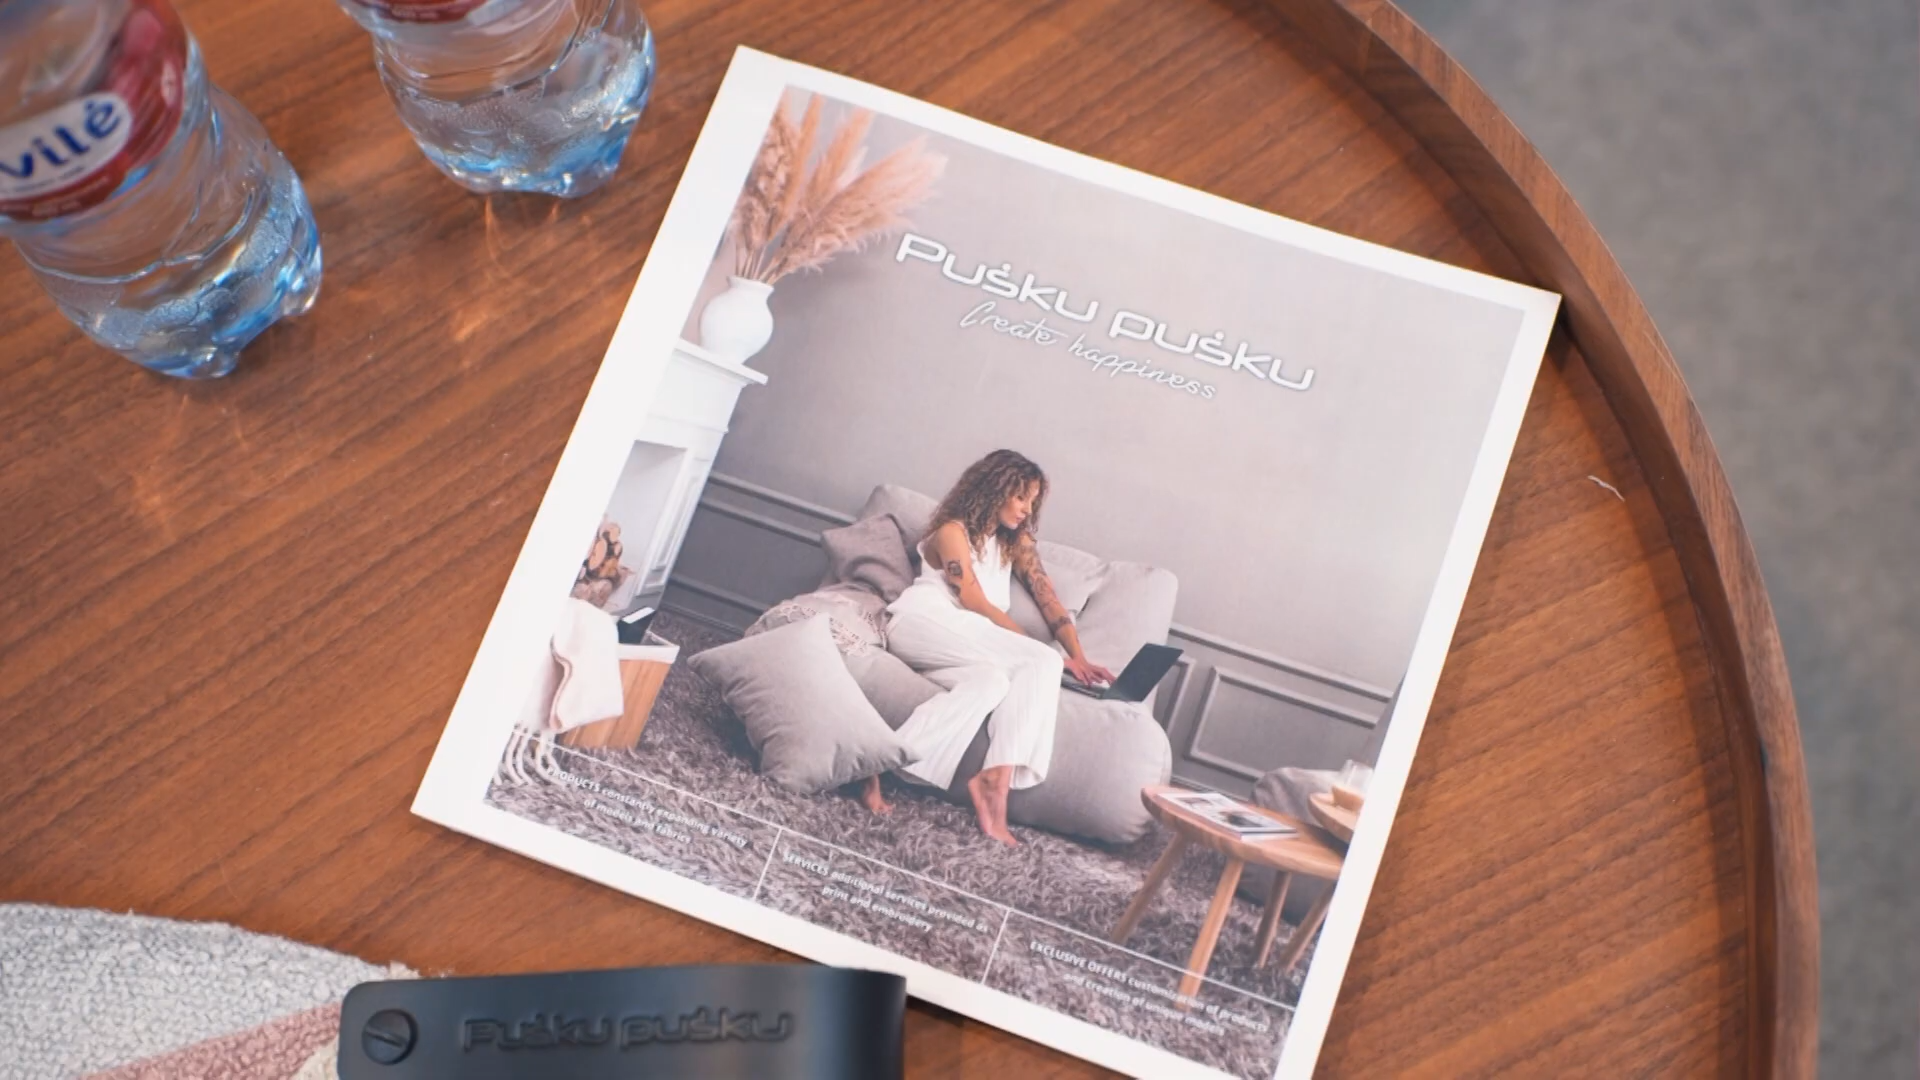 vilė
Pušku pušku
Create happiness
PRODUCTS constantly expanding variety
of models and fabrics
SERVICES additional services provided as
print and embroidery
EXCLUSIVE OFFERS customization of products
and creation of unique models
Pušku pušku